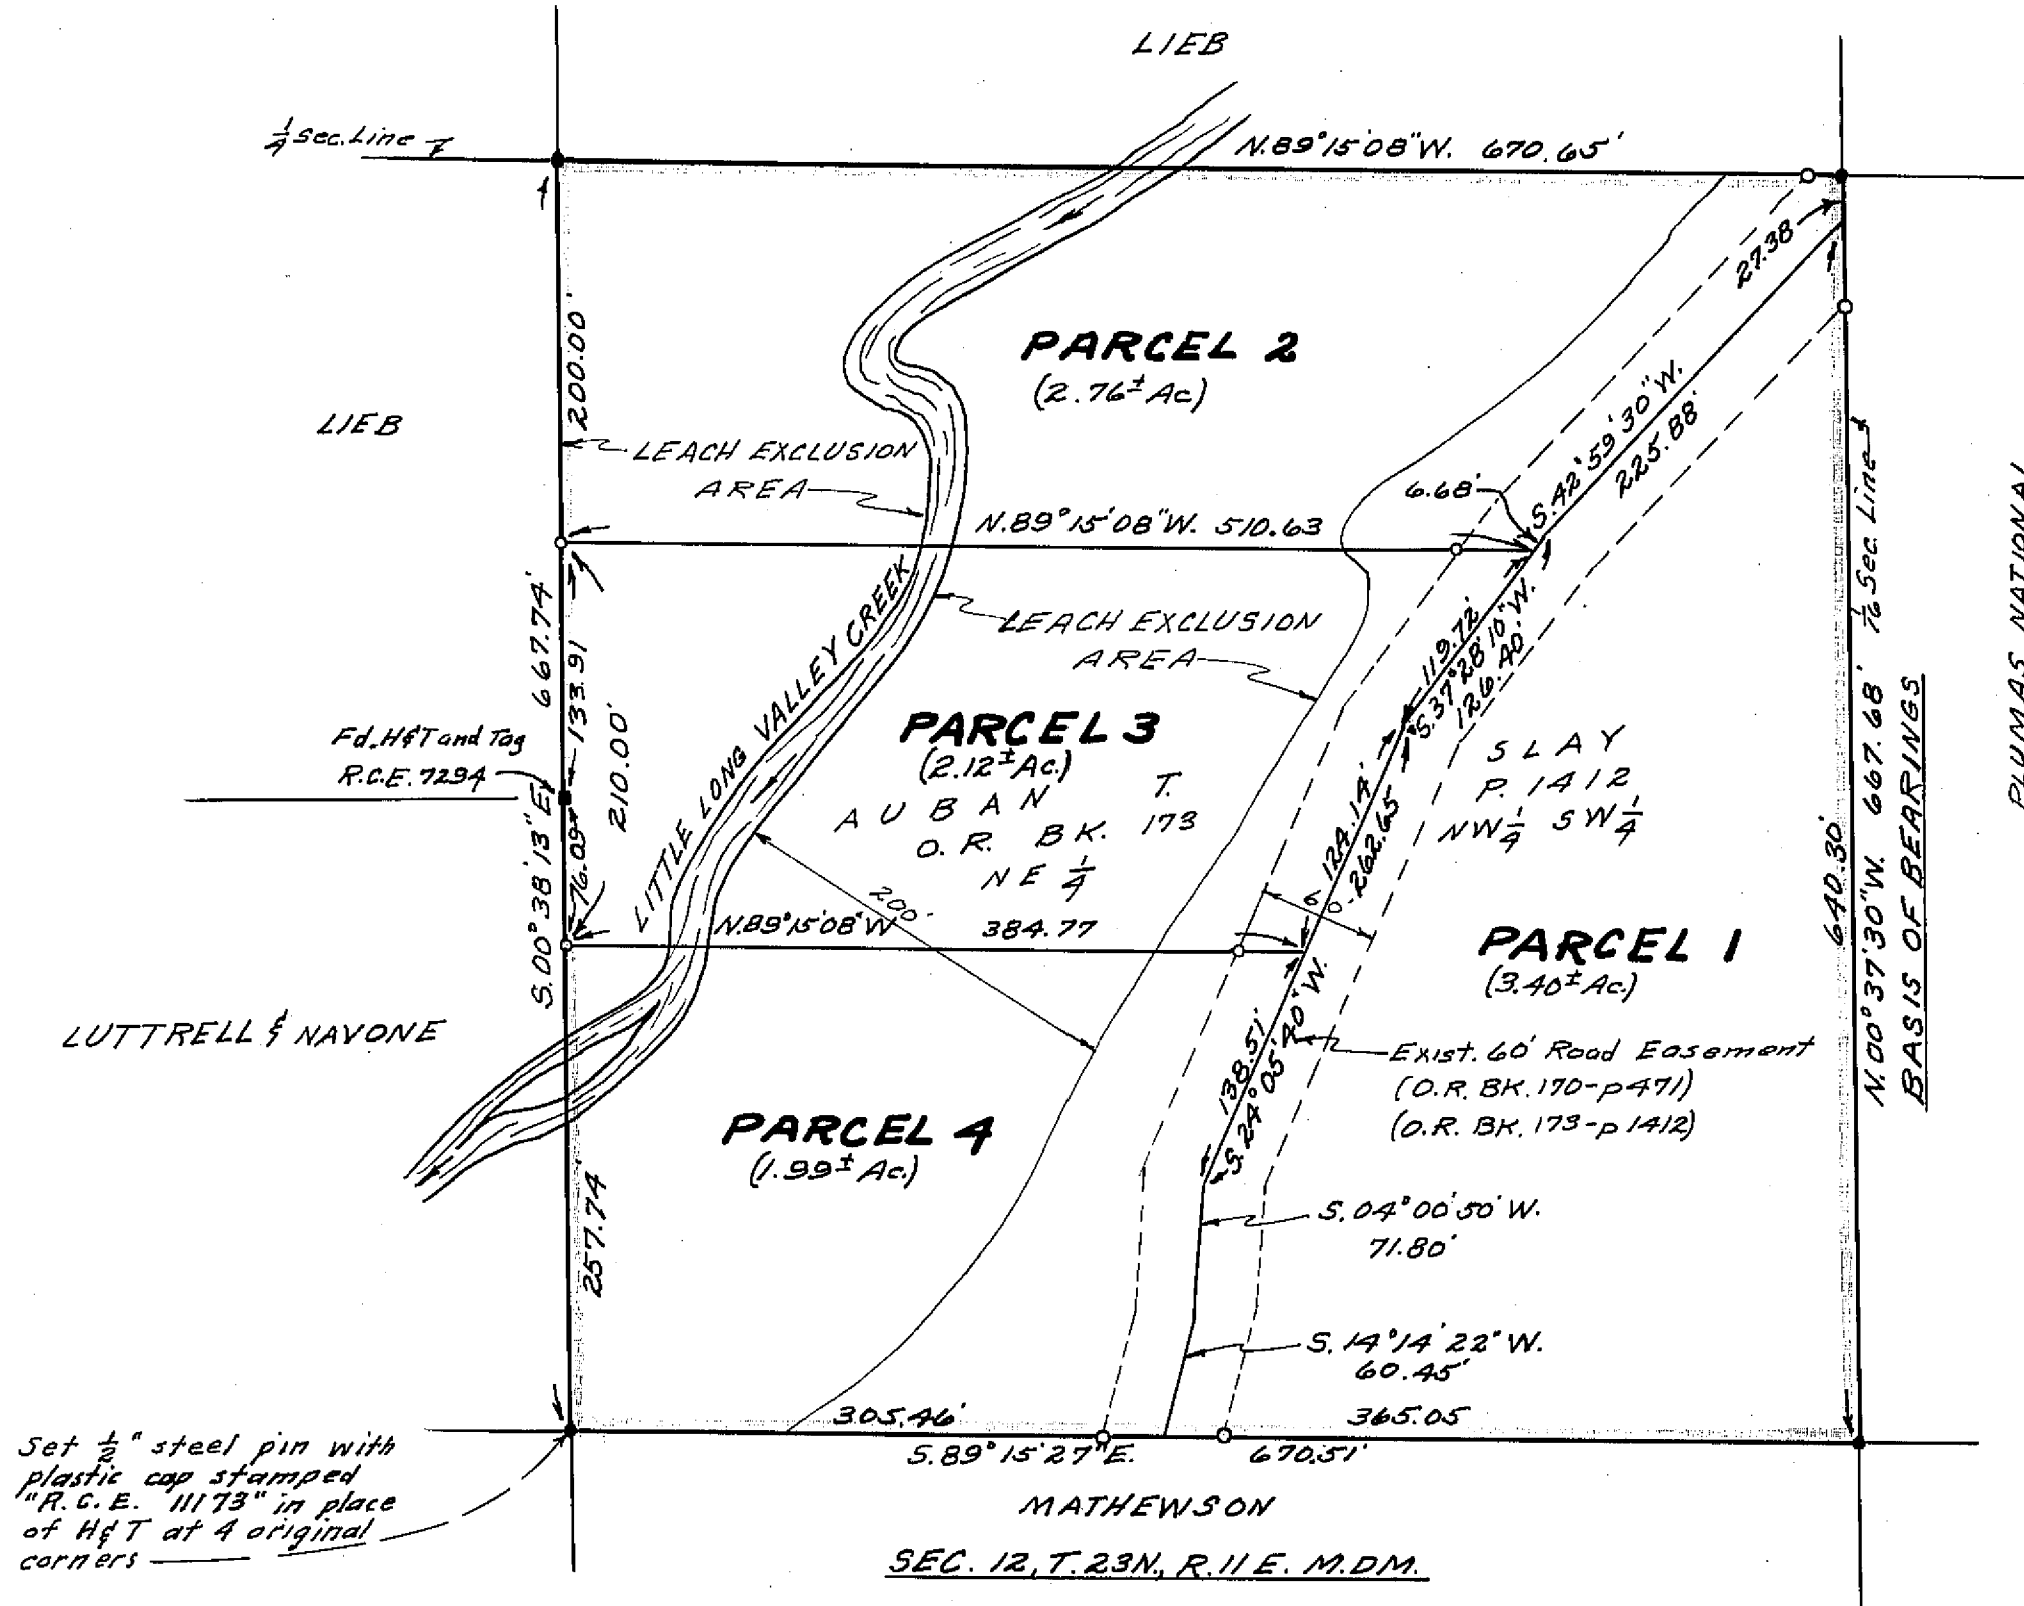 LIEB
1/4 Sec. Line
N.89°15'08"W. 670.65'
27.38
200.00'
PARCEL 2
(2.76± Ac)
LIEB
LEACH EXCLUSION
AREA
6.68'
S.42°59'30"W.
225.88'
N.89°15'08"W. 510.63
1/16 Sec. Line
PLUMAS NATIONAL
S.00°38'13"E. 667.74'
133.91
210.00'
76.09
LITTLE LONG VALLEY CREEK
LEACH EXCLUSION
AREA
119.72'
S.37°28'10"W.
126.40'
Fd. H&T and Tag
R.C.E. 7294
PARCEL 3
(2.12± Ac.)
AUBAN T. SLAY
O.R. BK. 173 P. 1412
NE 1/4 NW 1/4 SW 1/4
124.14'
262.65
60'
200'
N.89°15'08"W 384.77
640.30'
N.00°37'30"W. 667.68'
BASIS OF BEARINGS
PARCEL 1
(3.40± Ac.)
LUTTRELL & NAVONE
138.51'
S.24°05'40"W.
Exist. 60' Road Easement
(O.R. BK. 170-p471)
(O.R. BK. 173-p1412)
PARCEL 4
(1.99± Ac.)
257.74'
S.04°00'50"W.
71.80'
S.14°14'22"W.
60.45'
305.46'
365.05
S.89°15'27"E. 670.51'
Set 1/2" steel pin with
plastic cap stamped
"R.C.E. 11173" in place
of H&T at 4 original
corners
MATHEWSON
SEC. 12, T.23N., R.11E. M.D.M.